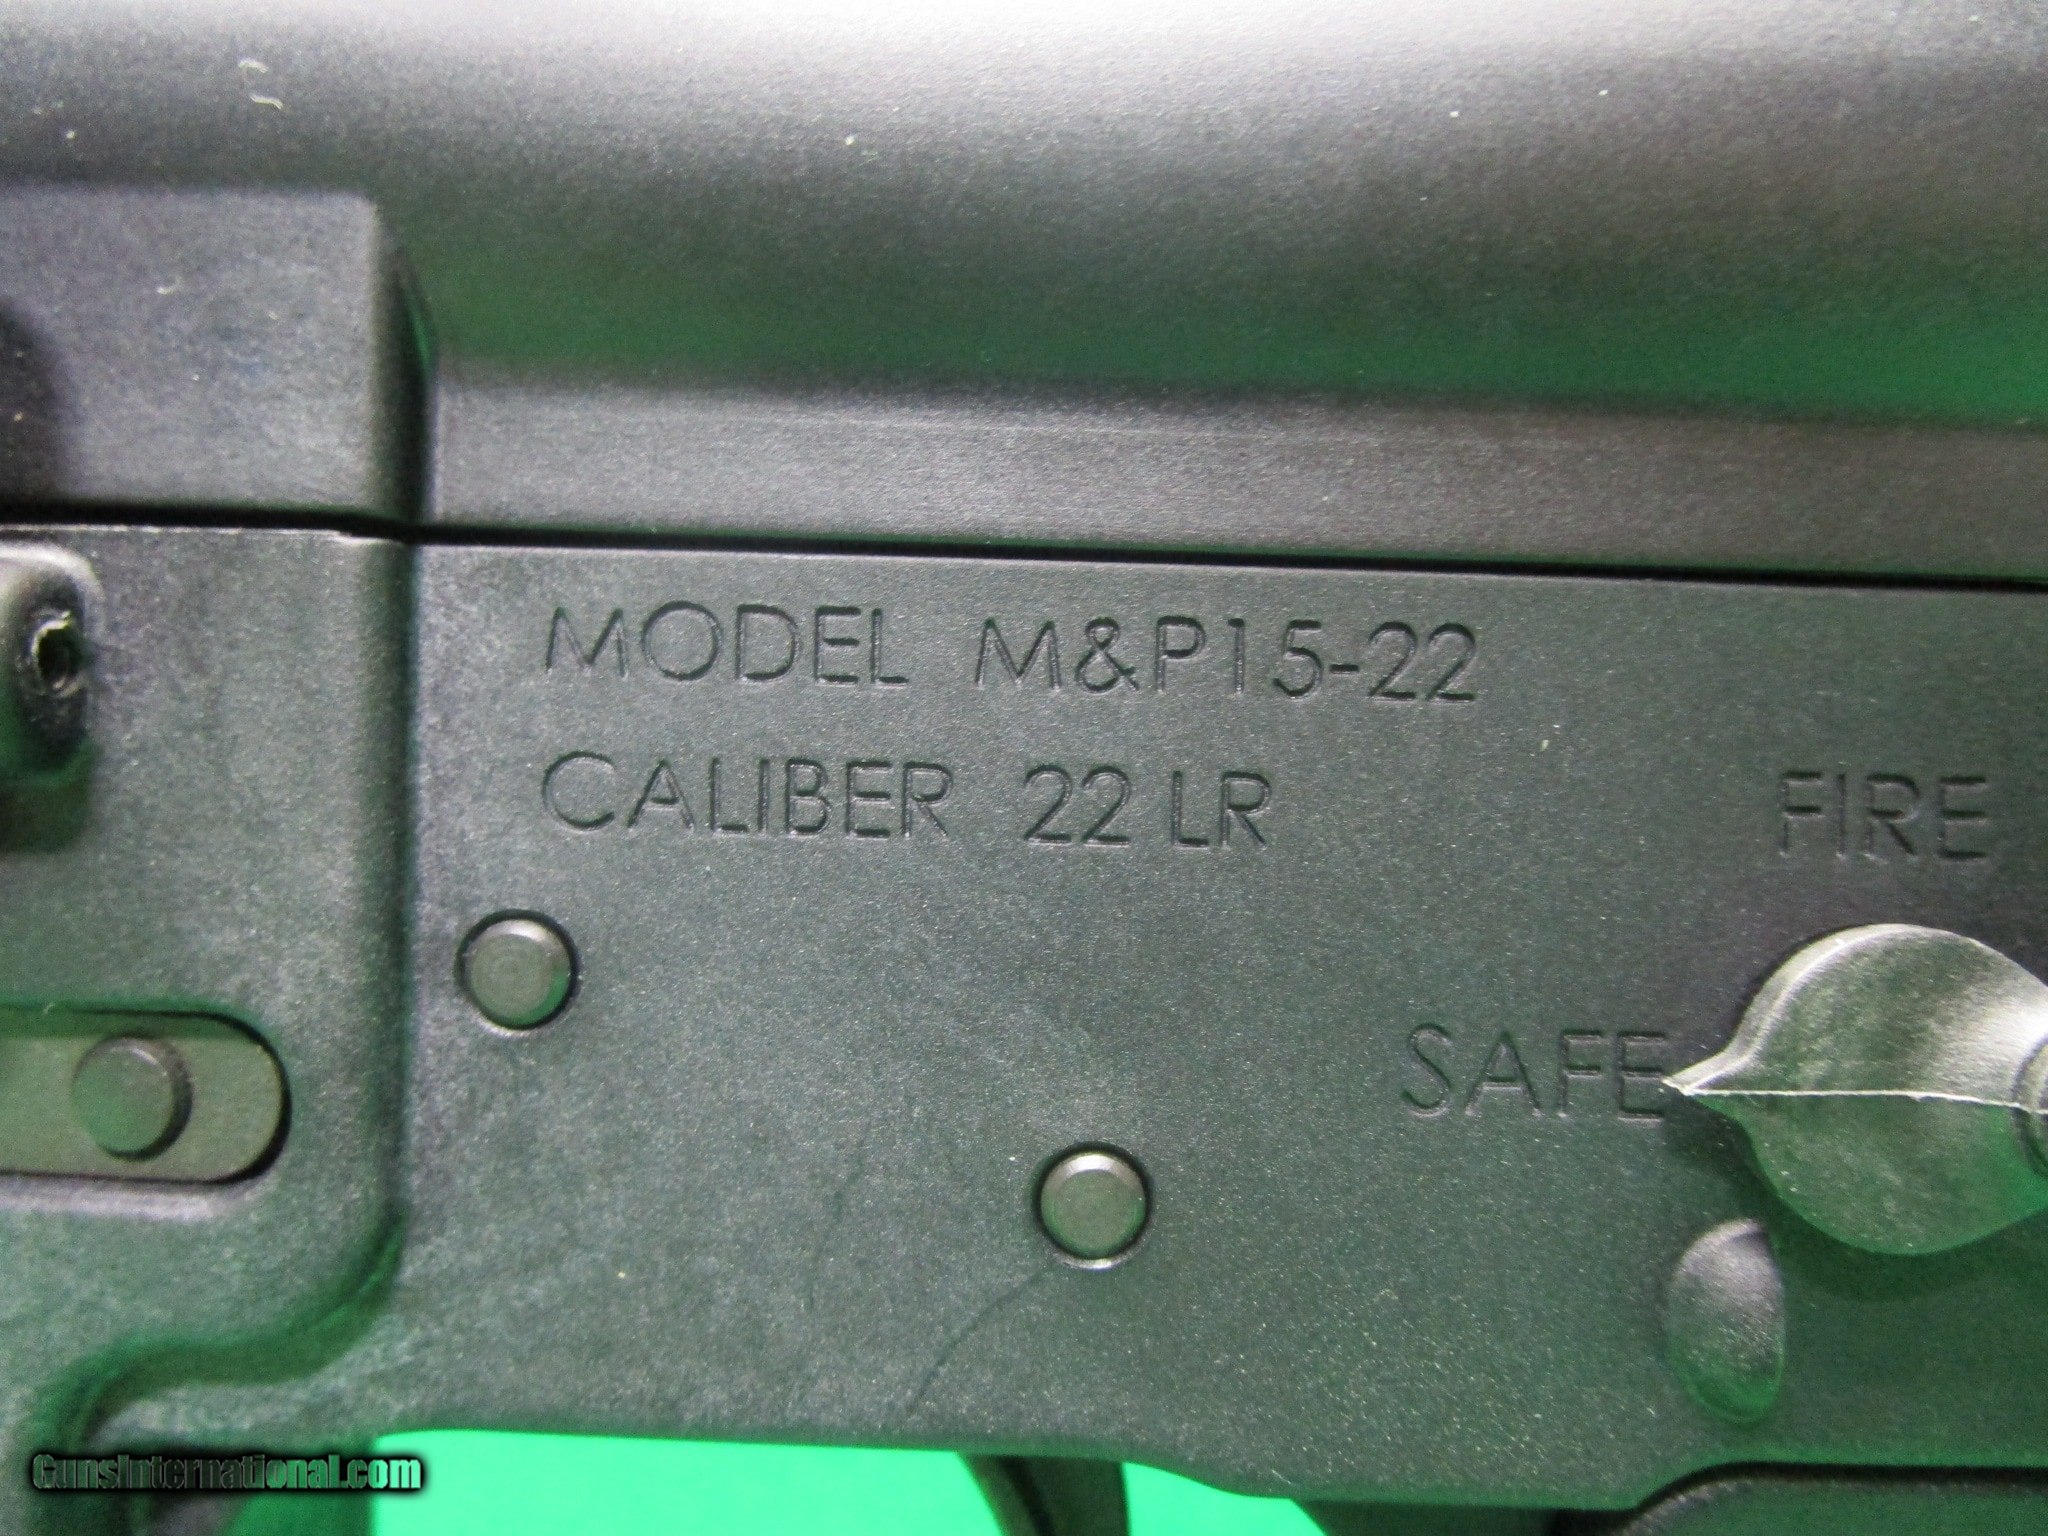 MODEL M&P15-22
CALIBER 22 LR
FIRE
SAFE
GunsInternational.com